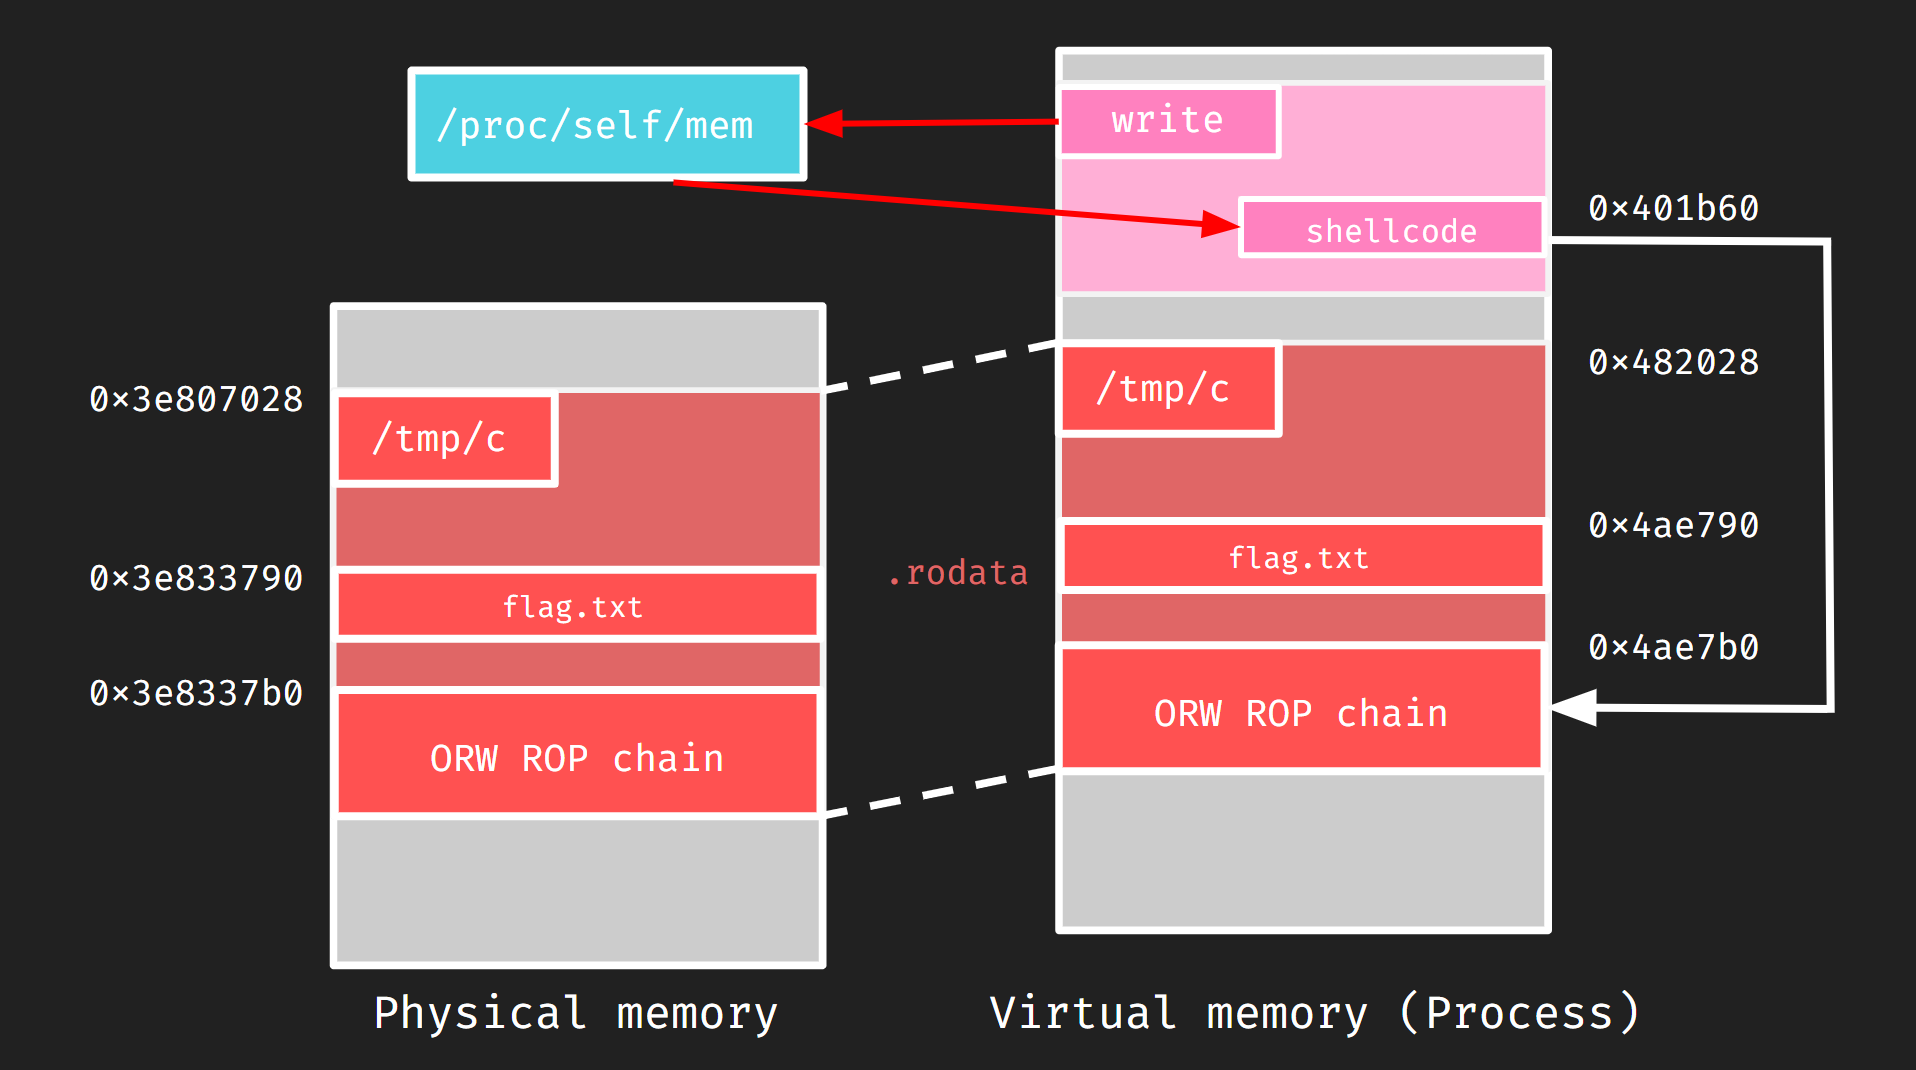 /proc/self/mem
write
shellcode
0×401b60
/tmp/c
0×482028
0×3e807028
/tmp/c
0×4ae790
flag.txt
.rodata
0×3e833790
flag.txt
0×4ae7b0
0×3e8337b0
ORW ROP chain
ORW ROP chain
Physical memory
Virtual memory (Process)